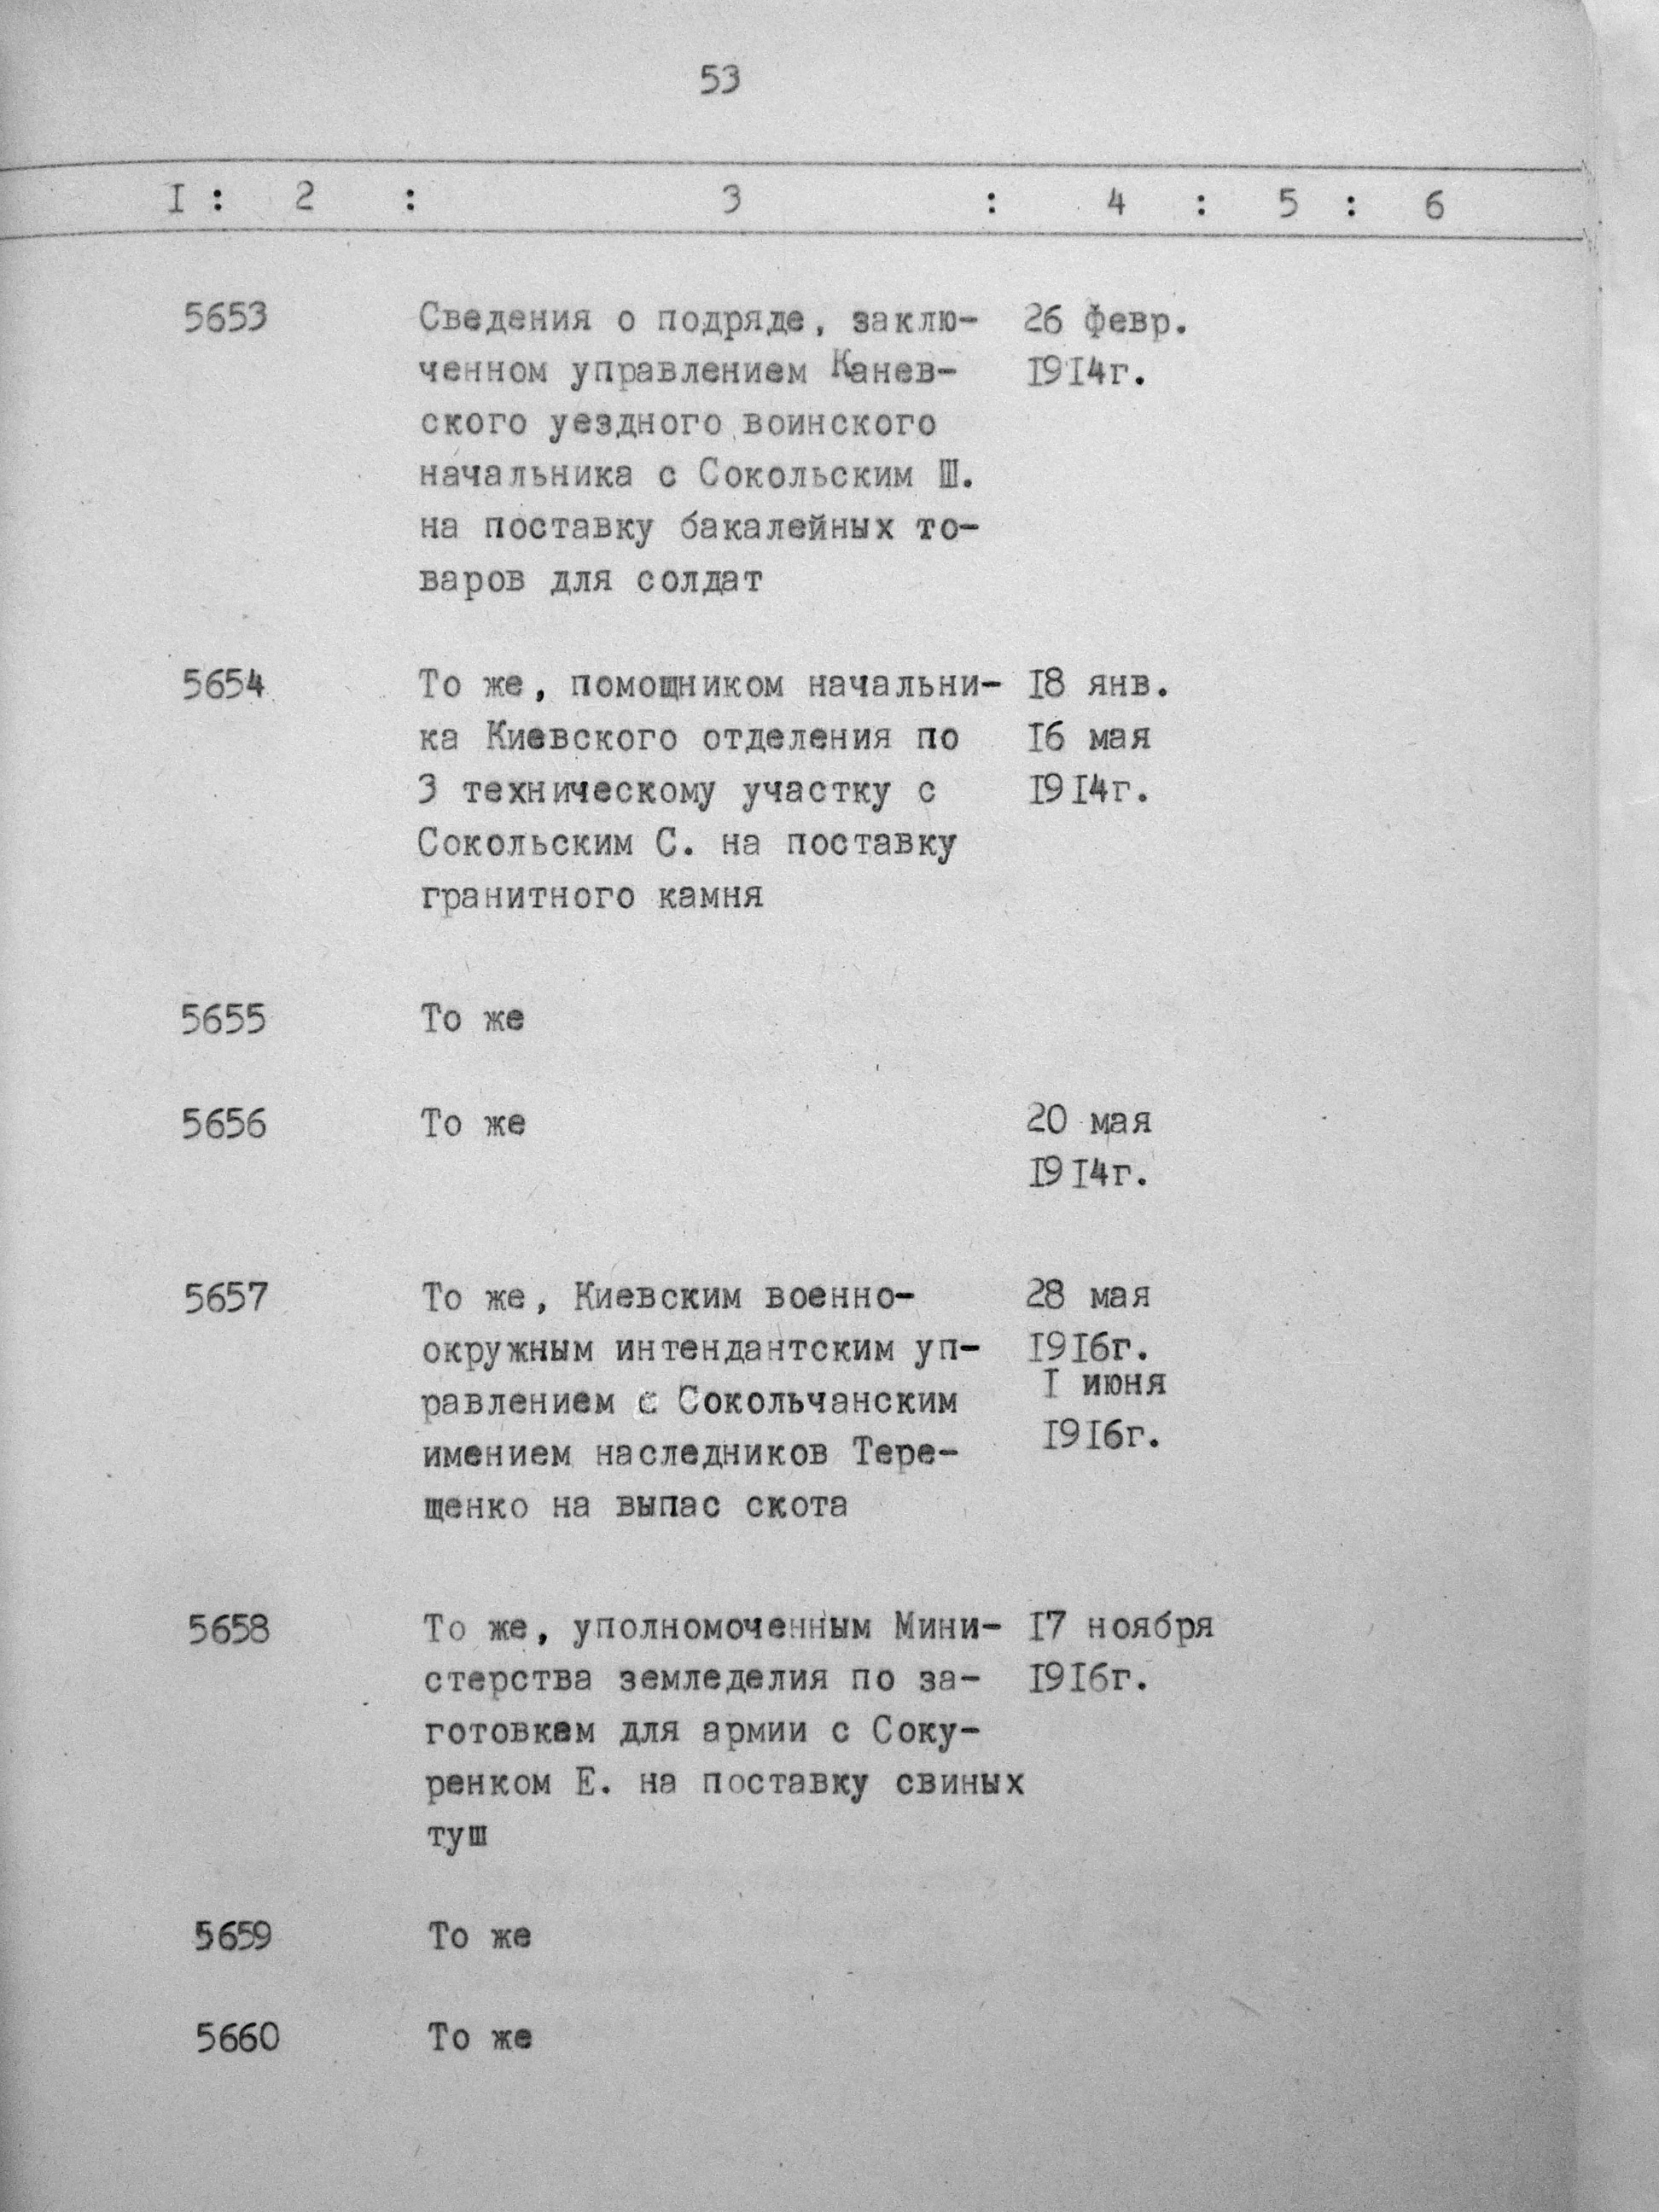 53
I : 2 : 3 : 4 : 5 : 6
5653 Сведения о подряде, заклю- 26 февр.
ченном управлением Канев- 1914г.
ского уездного воинского
начальника с Сокольским Ш.
на поставку бакалейных то-
варов для солдат
5654 То же, помощником начальни- 18 янв.
ка Киевского отделения по 16 мая
3 техническому участку с 1914г.
Сокольским С. на поставку
гранитного камня
5655 То же
5656 То же 20 мая
1914г.
5657 То же, Киевским военно- 28 мая
окружным интендантским уп- 1916г.
равлением с Сокольчанским I июня
имением наследников Тере- 1916г.
щенко на выпас скота
5658 То же, уполномоченным Мини- 17 ноября
стерства земледелия по за- 1916г.
готовкам для армии с Соку-
ренком Е. на поставку свиных
туш
5659 То же
5660 То же